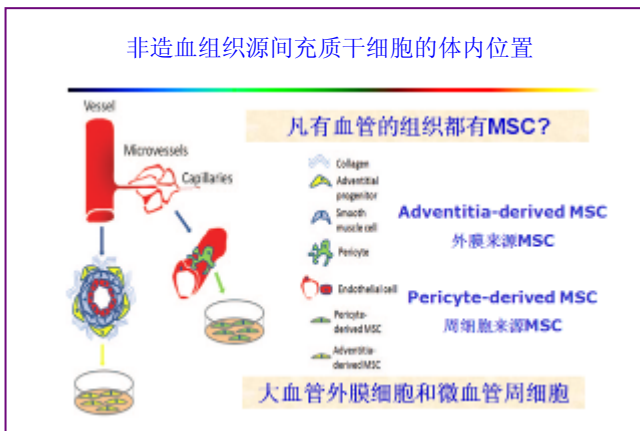 非造血组织源间充质干细胞的体内位置
Vessel
Microvessels
Capillaries
凡有血管的组织都有MSC?
Collagen
Adventitial
progenitor
Smooth
muscle cell
Pericyte
Endothelial cell
Pericyte-
derived MSC
Adventitia-
derived MSC
Adventitia-derived MSC
外膜来源MSC
Pericyte-derived MSC
周细胞来源MSC
大血管外膜细胞和微血管周细胞